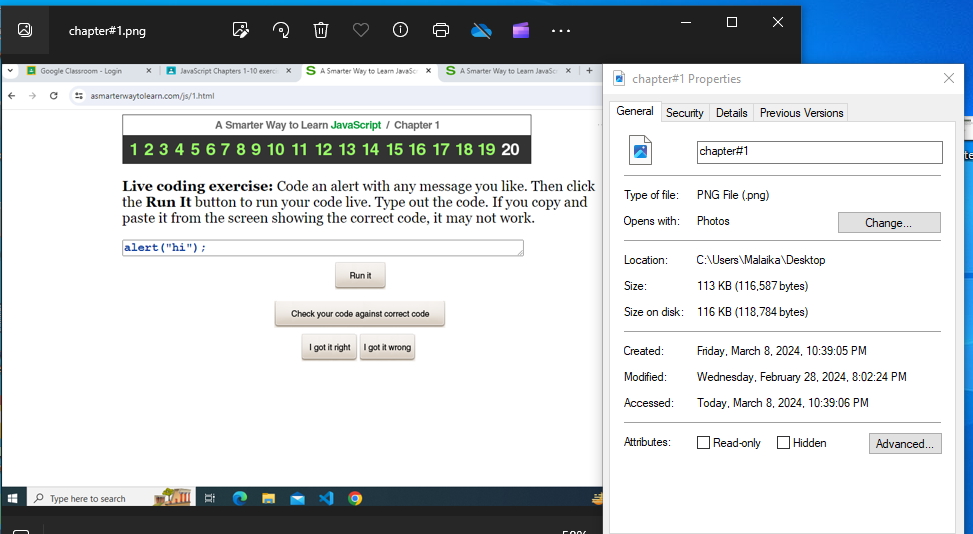 chapter#1.png
Google Classroom - Login
JavaScript Chapters 1-10 exerci
A Smarter Way to Learn JavaSc
A Smarter Way to Learn JavaSc
asmarterwaytolearn.com/js/1.html
A Smarter Way to Learn JavaScript / Chapter 1
1 2 3 4 5 6 7 8 9 10 11 12 13 14 15 16 17 18 19 20
Live coding exercise: Code an alert with any message you like. Then click
the Run It button to run your code live. Type out the code. If you copy and
paste it from the screen showing the correct code, it may not work.
alert("hi");
Run it
Check your code against correct code
I got it right
I got it wrong
Type here to search
chapter#1 Properties
General Security Details Previous Versions
chapter#1
Type of file: PNG File (.png)
Opens with: Photos
Change...
Location: C:\Users\Malaika\Desktop
Size: 113 KB (116,587 bytes)
Size on disk: 116 KB (118,784 bytes)
Created: Friday, March 8, 2024, 10:39:05 PM
Modified: Wednesday, February 28, 2024, 8:02:24 PM
Accessed: Today, March 8, 2024, 10:39:06 PM
Attributes: Read-only Hidden
Advanced...